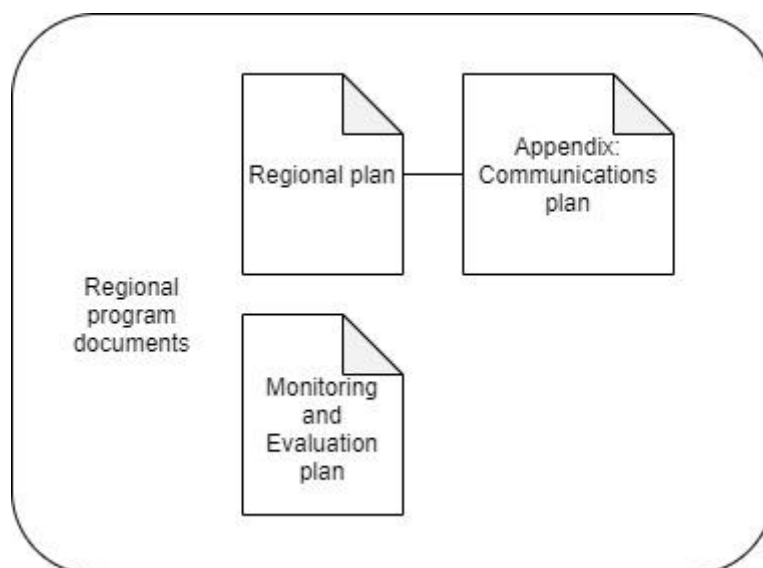 Regional plan
Appendix:
Communications
plan
Regional
program
documents
Monitoring
and
Evaluation
plan